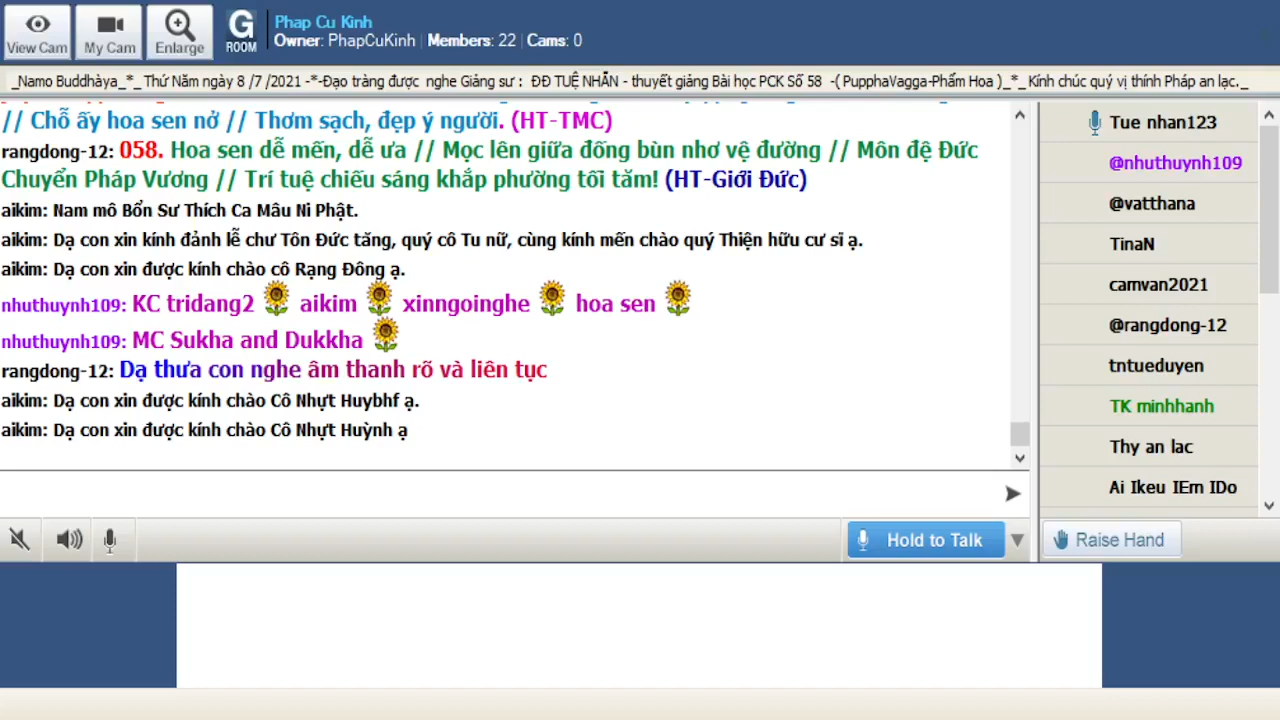 View Cam
My Cam
Enlarge
G
ROOM
Phap Cu Kinh
Owner: PhapCuKinh | Members: 22 | Cams: 0
_Namo Buddhàya_*_ Thứ Năm ngày 8 /7 /2021 -*-Đạo tràng được nghe Giảng sư : ĐĐ TUỆ NHẪN - thuyết giảng Bài học PCK Số 58 -( PupphaVagga-Phẩm Hoa )_*_ Kính chúc quý vị thính Pháp an lạc._
// Chỗ ấy hoa sen nở // Thơm sạch, đẹp ý người. (HT-TMC)
rangdong-12: 058. Hoa sen dễ mến, dễ ưa // Mọc lên giữa đống bùn nhơ vệ đường // Môn đệ Đức
Chuyển Pháp Vương // Trí tuệ chiếu sáng khắp phường tối tăm! (HT-Giới Đức)
aikim: Nam mô Bổn Sư Thích Ca Mâu Ni Phật.
aikim: Dạ con xin kính đảnh lễ chư Tôn Đức tăng, quý cô Tu nữ, cùng kính mến chào quý Thiện hữu cư sĩ ạ.
aikim: Dạ con xin được kính chào cô Rạng Đông ạ.
nhuthuynh109: KC tridang2 aikim xinngoinghe hoa sen
nhuthuynh109: MC Sukha and Dukkha
rangdong-12: Dạ thưa con nghe âm thanh rõ và liên tục
aikim: Dạ con xin được kính chào Cô Nhựt Huybhf ạ.
aikim: Dạ con xin được kính chào Cô Nhựt Huỳnh ạ
Tue nhan123
@nhuthuynh109
@vatthana
TinaN
camvan2021
@rangdong-12
tntueduyen
TK minhhanh
Thy an lac
Ai Ikeu IEm IDo
Hold to Talk
Raise Hand